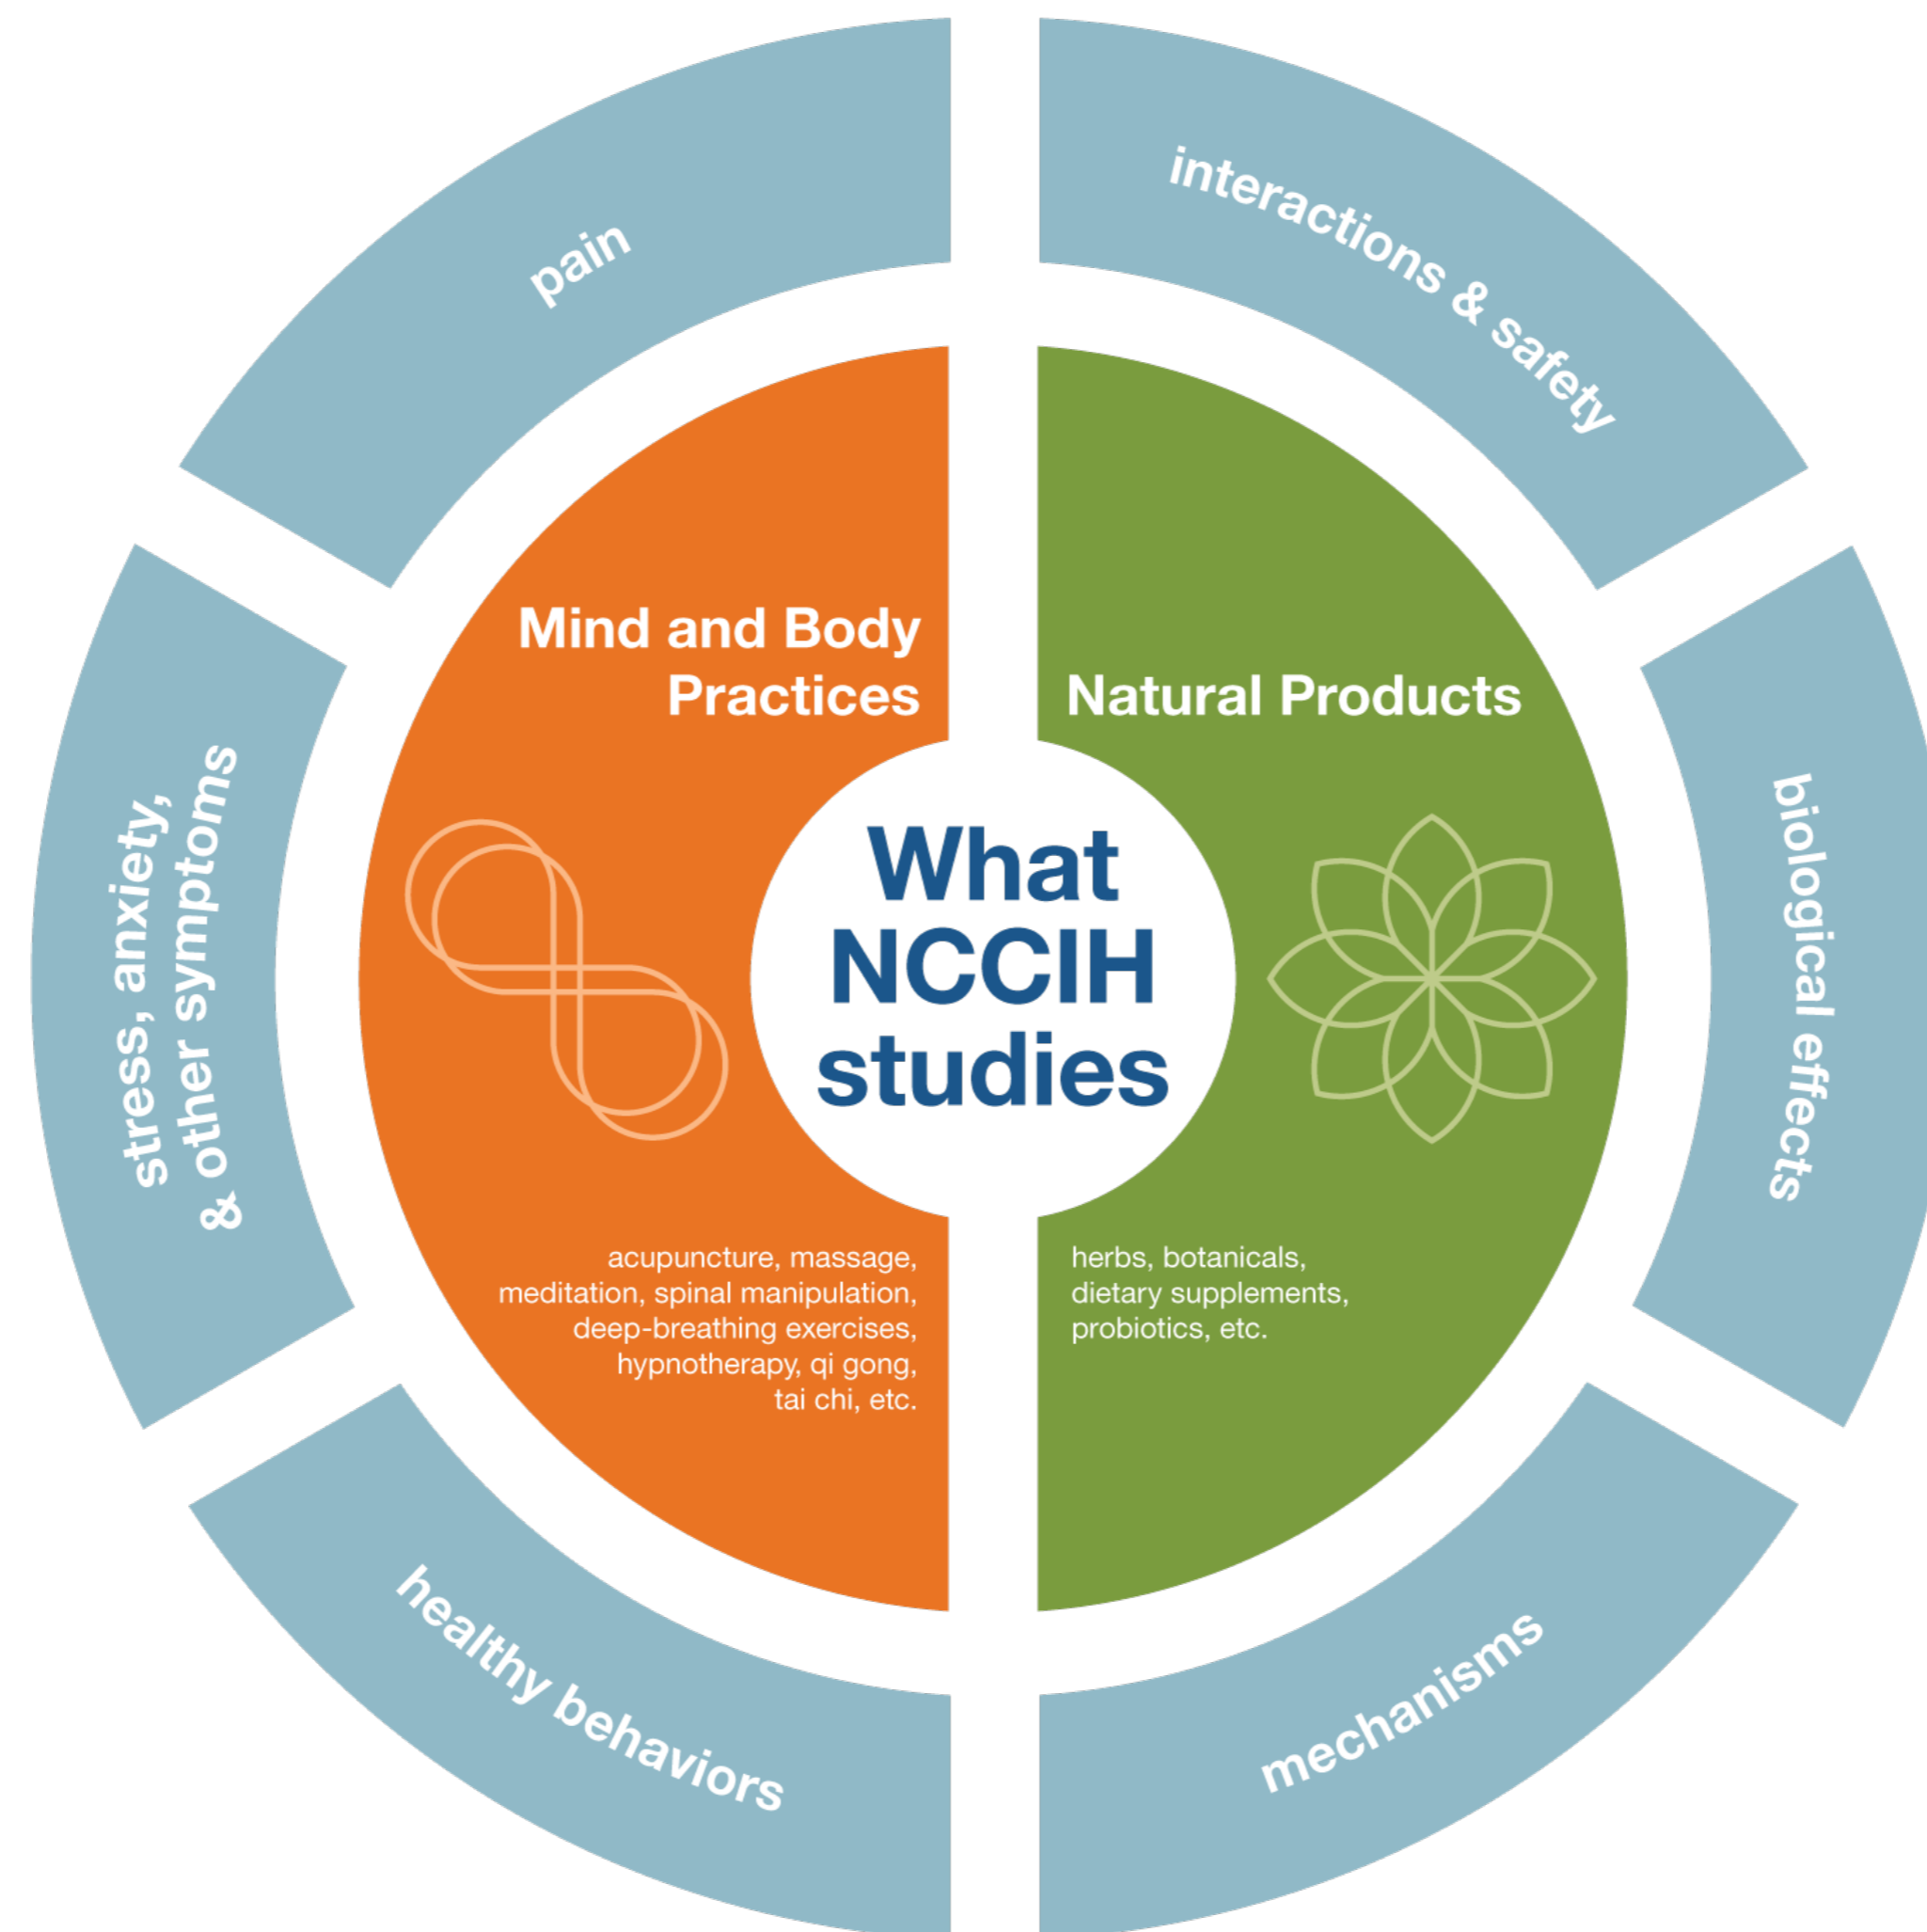 pain
interactions & safety
Mind and Body
Practices
Natural Products
What
NCCIH
studies
stress, anxiety,
& other symptoms
biological effects
acupuncture, massage,
meditation, spinal manipulation,
deep-breathing exercises,
hypnotherapy, qi gong,
tai chi, etc.
herbs, botanicals,
dietary supplements,
probiotics, etc.
healthy behaviors
mechanisms